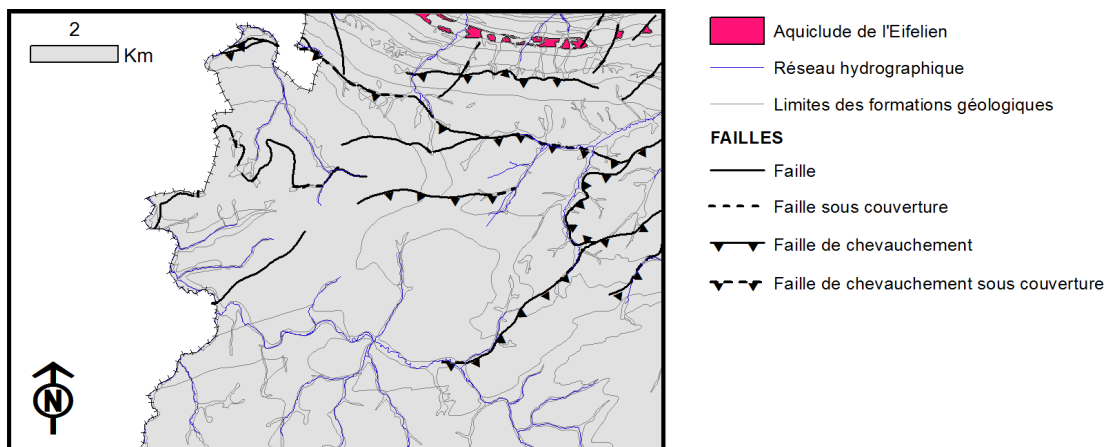 2
Km
N
Aquiclude de l'Eifelien
Réseau hydrographique
Limites des formations géologiques
FAILLES
Faille
Faille sous couverture
Faille de chevauchement
Faille de chevauchement sous couverture